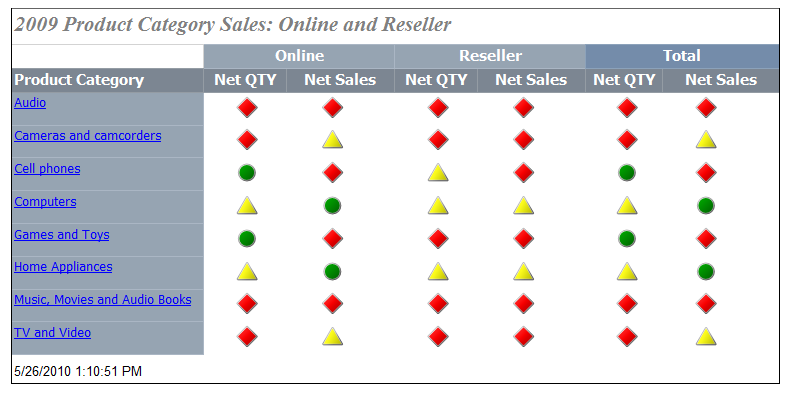 2009 Product Category Sales: Online and Reseller
Online Reseller Total
Product Category Net QTY Net Sales Net QTY Net Sales Net QTY Net Sales
Audio
Cameras and camcorders
Cell phones
Computers
Games and Toys
Home Appliances
Music, Movies and Audio Books
TV and Video
5/26/2010 1:10:51 PM